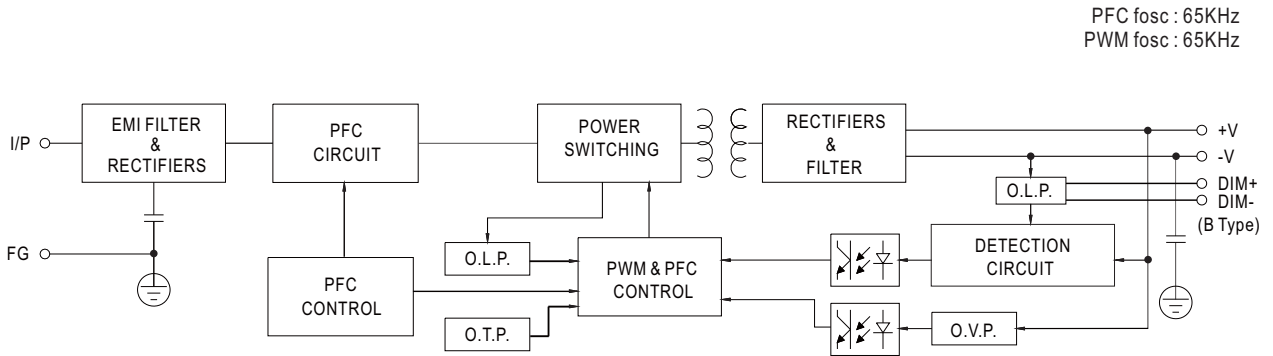 PFC fosc : 65KHz
PWM fosc : 65KHz
I/P
EMI FILTER
&
RECTIFIERS
PFC
CIRCUIT
POWER
SWITCHING
RECTIFIERS
&
FILTER
+V
-V
O.L.P.
DIM+
DIM-
(B Type)
FG
O.L.P.
PFC
CONTROL
PWM & PFC
CONTROL
DETECTION
CIRCUIT
O.T.P.
O.V.P.